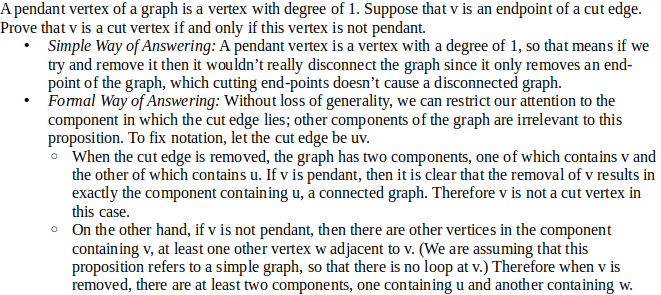 A pendant vertex of a graph is a vertex with degree of 1. Suppose that v is an endpoint of a cut edge.
Prove that v is a cut vertex if and only if this vertex is not pendant.
• Simple Way of Answering: A pendant vertex is a vertex with a degree of 1, so that means if we
try and remove it then it wouldn't really disconnect the graph since it only removes an end-
point of the graph, which cutting end-points doesn't cause a disconnected graph.
• Formal Way of Answering: Without loss of generality, we can restrict our attention to the
component in which the cut edge lies; other components of the graph are irrelevant to this
proposition. To fix notation, let the cut edge be uv.
◦ When the cut edge is removed, the graph has two components, one of which contains v and
the other of which contains u. If v is pendant, then it is clear that the removal of v results in
exactly the component containing u, a connected graph. Therefore v is not a cut vertex in
this case.
◦ On the other hand, if v is not pendant, then there are other vertices in the component
containing v, at least one other vertex w adjacent to v. (We are assuming that this
proposition refers to a simple graph, so that there is no loop at v.) Therefore when v is
removed, there are at least two components, one containing u and another containing w.